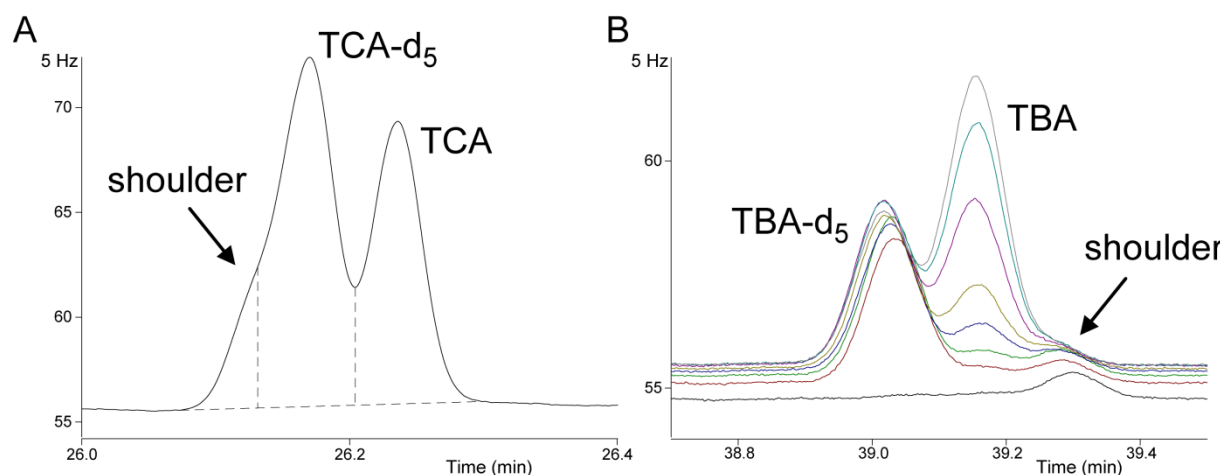 A
5 Hz
TCA-d5
70
TCA
shoulder
65
60
55
26.0
26.2
Time (min)
26.4
B
5 Hz
TBA
60
TBA-d5
shoulder
55
38.8
39.0
39.2
Time (min)
39.4